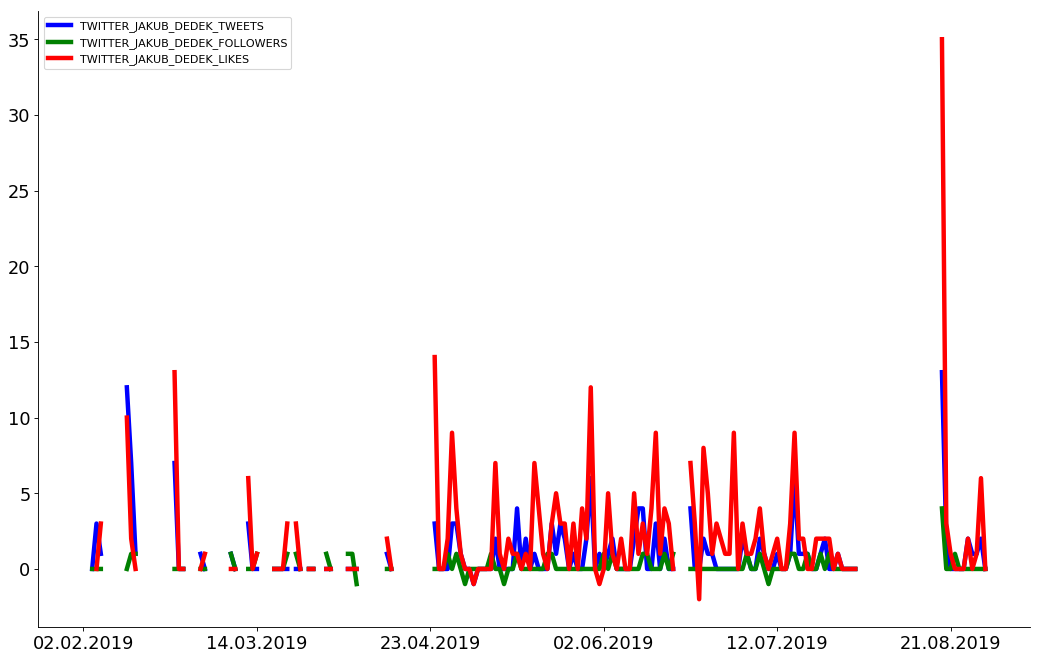 TWITTER_JAKUB_DEDEK_TWEETS
TWITTER_JAKUB_DEDEK_FOLLOWERS
TWITTER_JAKUB_DEDEK_LIKES
35
30
25
20
15
10
5
0
02.02.2019 14.03.2019 23.04.2019 02.06.2019 12.07.2019 21.08.2019